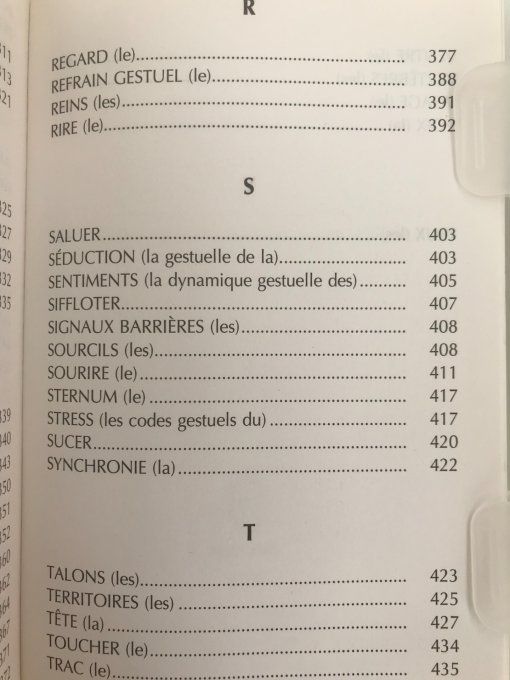 R
REGARD (le) 377
REFRAIN GESTUEL (le) 388
REINS (les) 391
RIRE (le) 392
S
SALUER 403
SÉDUCTION (la gestuelle de la) 403
SENTIMENTS (la dynamique gestuelle des) 405
SIFFLOTER 407
SIGNAUX BARRIÈRES (les) 408
SOURCILS (les) 408
SOURIRE (le) 411
STERNUM (le) 417
STRESS (les codes gestuels du) 417
SUCER 420
SYNCHRONIE (la) 422
T
TALONS (les) 423
TERRITOIRES (les) 425
TÊTE (la) 427
TOUCHER (le) 434
TRAC (le) 435